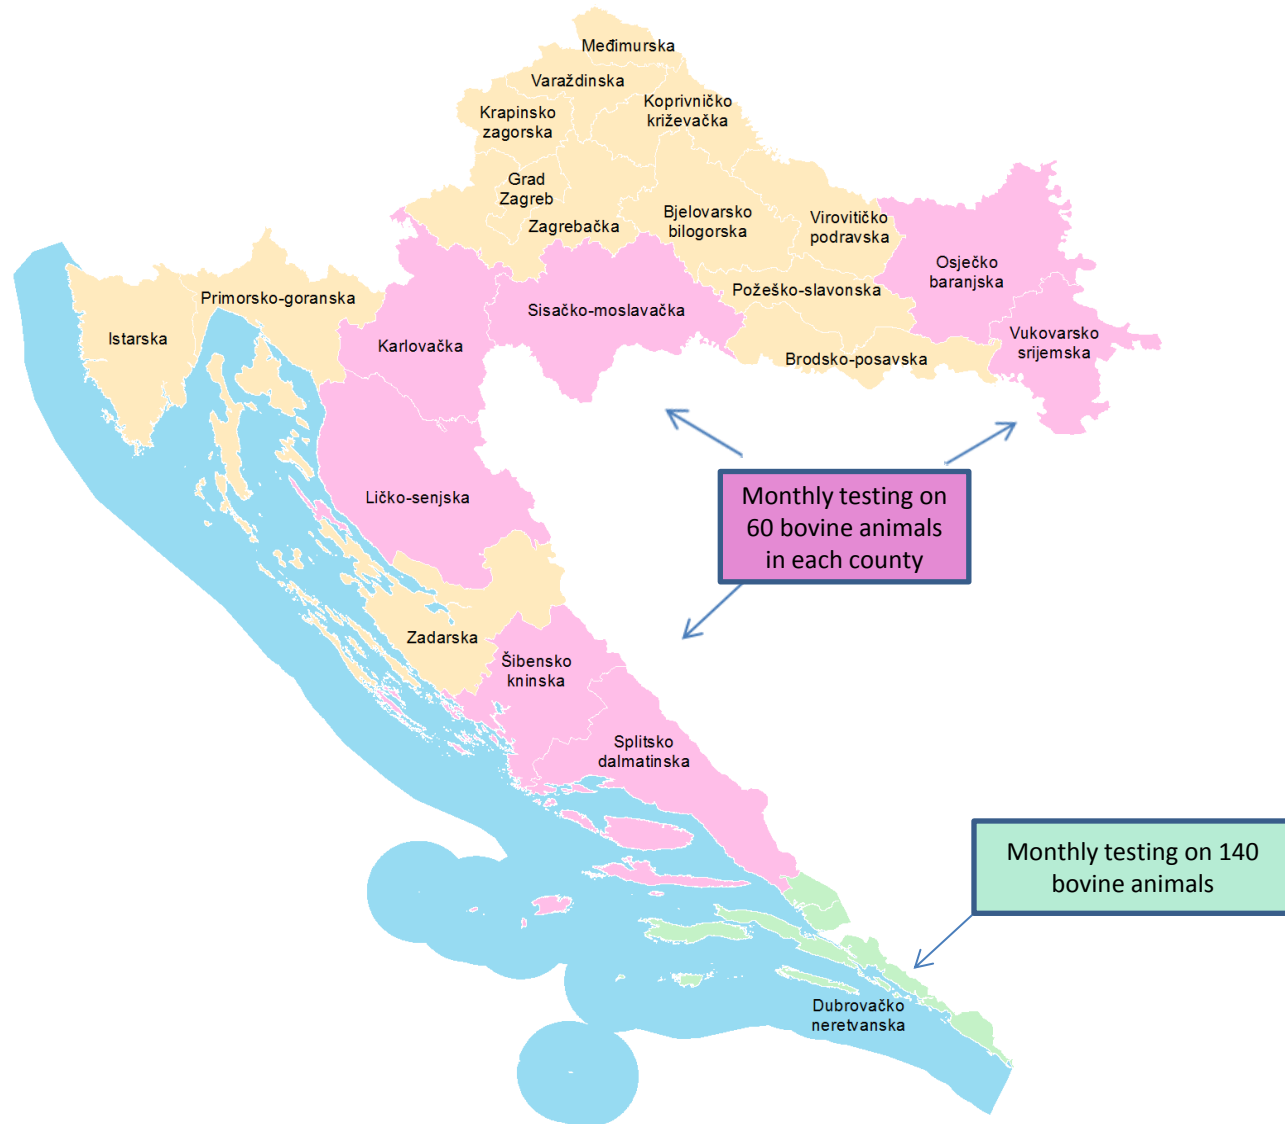 Međimurska
Varaždinska
Koprivničko
križevačka
Krapinsko
zagorska
Grad
Zagreb
Zagrebačka
Bjelovarsko
bilogorska
Virovitičko
podravska
Osječko
baranjska
Primorsko-goranska
Požeško-slavonska
Istarska
Karlovačka
Sisačko-moslavačka
Vukovarsko
srijemska
Brodsko-posavska
Ličko-senjska
Monthly testing on
60 bovine animals
in each county
Zadarska
Šibensko
kninska
Splitsko
dalmatinska
Monthly testing on 140
bovine animals
Dubrovačko
neretvanska